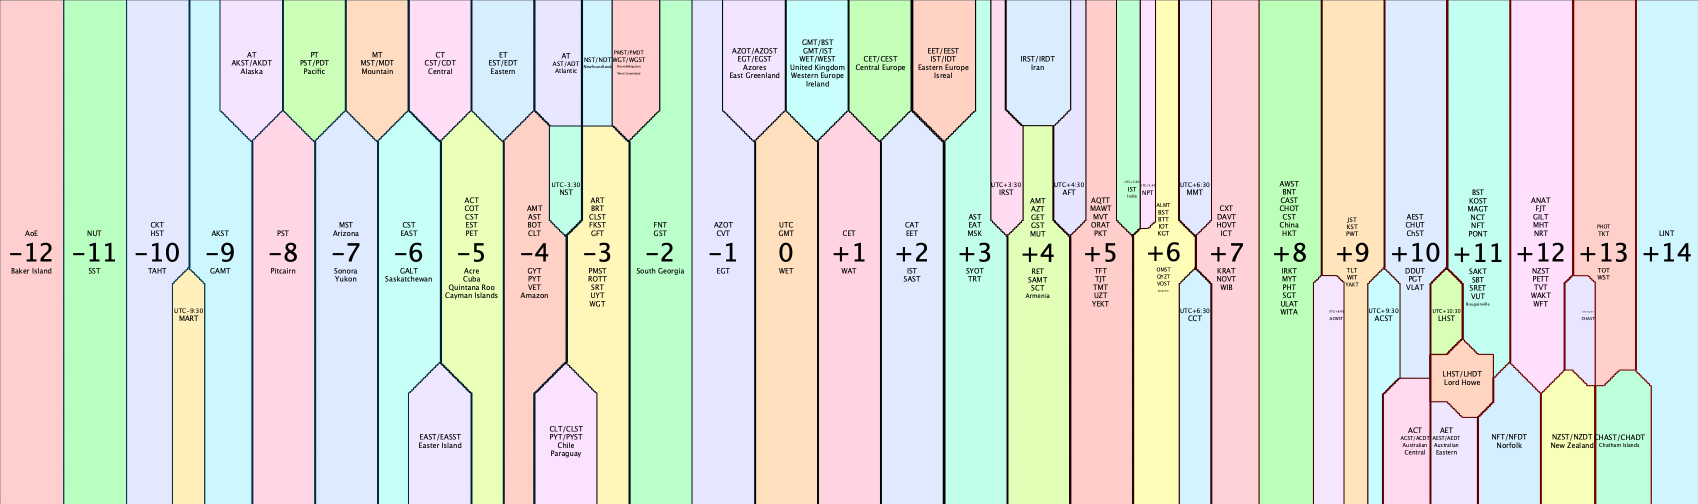 AoE
-12
Baker Island
NUT
-11
SST
CKT
HST
-10
TAHT
UTC-9:30
MART
AKST
-9
GAMT
AT
AKST/AKDT
Alaska
PST
-8
Pitcairn
PT
PST/PDT
Pacific
MST
Arizona
-7
Sonora
Yukon
MT
MST/MDT
Mountain
CST
EAST
-6
GALT
Saskatchewan
CT
CST/CDT
Central
EAST/EASST
Easter Island
ACT
COT
CST
EST
PET
-5
Acre
Cuba
Quintana Roo
Cayman Islands
ET
EST/EDT
Eastern
AMT
AST
BOT
CLT
-4
GYT
PYT
VET
Amazon
AT
AST/ADT
Atlantic
CLT/CLST
PYT/PYST
Chile
Paraguay
NST/NDT
Newfoundland
UTC-3:30
NST
ART
BRT
CLST
FKST
GFT
-3
PMST
ROTT
SRT
UYT
WGT
PMST/PMDT
WGT/WGST
West Greenland
FNT
GST
-2
South Georgia
AZOT
CVT
-1
EGT
AZOT/AZOST
EGT/EGST
Azores
East Greenland
UTC
GMT
0
WET
GMT/BST
GMT/IST
WET/WEST
United Kingdom
Western Europe
Ireland
CET
+1
WAT
CET/CEST
Central Europe
CAT
EET
+2
IST
SAST
EET/EEST
IST/IDT
Eastern Europe
Isreal
AST
EAT
MSK
+3
SYOT
TRT
UTC+3:30
IRST
IRST/IRDT
Iran
AMT
AZT
GET
GST
MUT
+4
RET
SAMT
SCT
Armenia
UTC+4:30
AFT
AQTT
MAWT
MVT
ORAT
PKT
+5
TFT
TJT
TMT
UZT
YEKT
IST
India
NPT
ALMT
BST
BTT
IOT
KGT
+6
OMST
QYZT
VOST
UTC+6:30
MMT
UTC+6:30
CCT
CXT
DAVT
HOVT
ICT
+7
KRAT
NOVT
WIB
AWST
BNT
CAST
CHOT
CST
China
HKT
+8
IRKT
MYT
PHT
SGT
ULAT
WITA
ACWST
JST
KST
PWT
+9
TLT
WIT
YAKT
UTC+9:30
ACST
AEST
CHUT
ChST
+10
DDUT
PGT
VLAT
ACT
ACST/ACDT
Australian
Central
UTC+10:30
LHST
LHST/LHDT
Lord Howe
AET
AEST/AEDT
Australian
Eastern
BST
KOST
MAGT
NCT
NFT
PONT
+11
SAKT
SBT
SRET
VUT
Bougainville
NFT/NFDT
Norfolk
ANAT
FJT
GILT
MHT
NRT
+12
NZST
PETT
TVT
WAKT
WFT
NZST/NZDT
New Zealand
CHAST
PHOT
TKT
+13
TOT
WST
CHAST/CHADT
Chatham Islands
LINT
+14